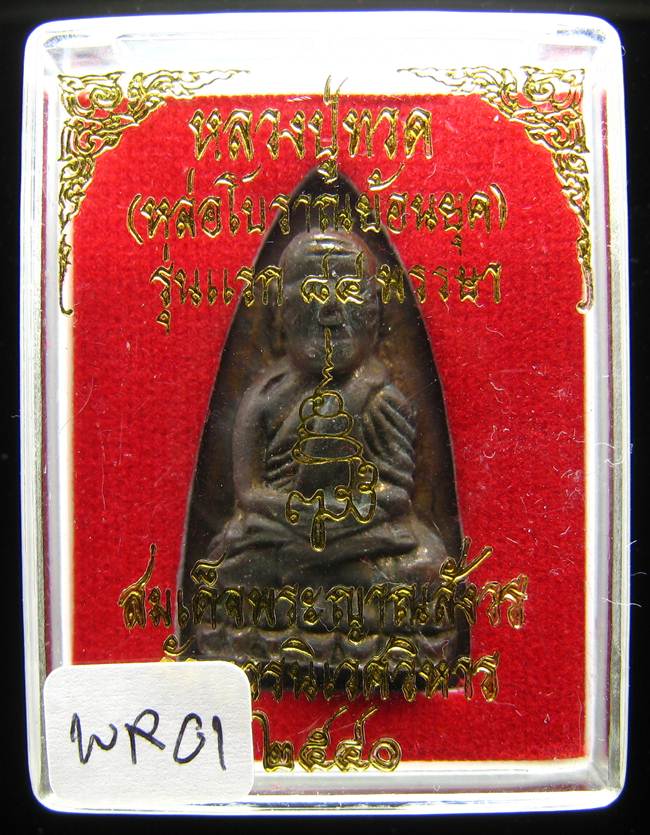 หลวงปู่ทวด
(หล่อโบราณย้อนยุค)
รุ่นแรก ๘๔ พรรษา
สมเด็จพระญาณสังวร
วรนิเวศวิหาร
๒๕๔๐
WR01